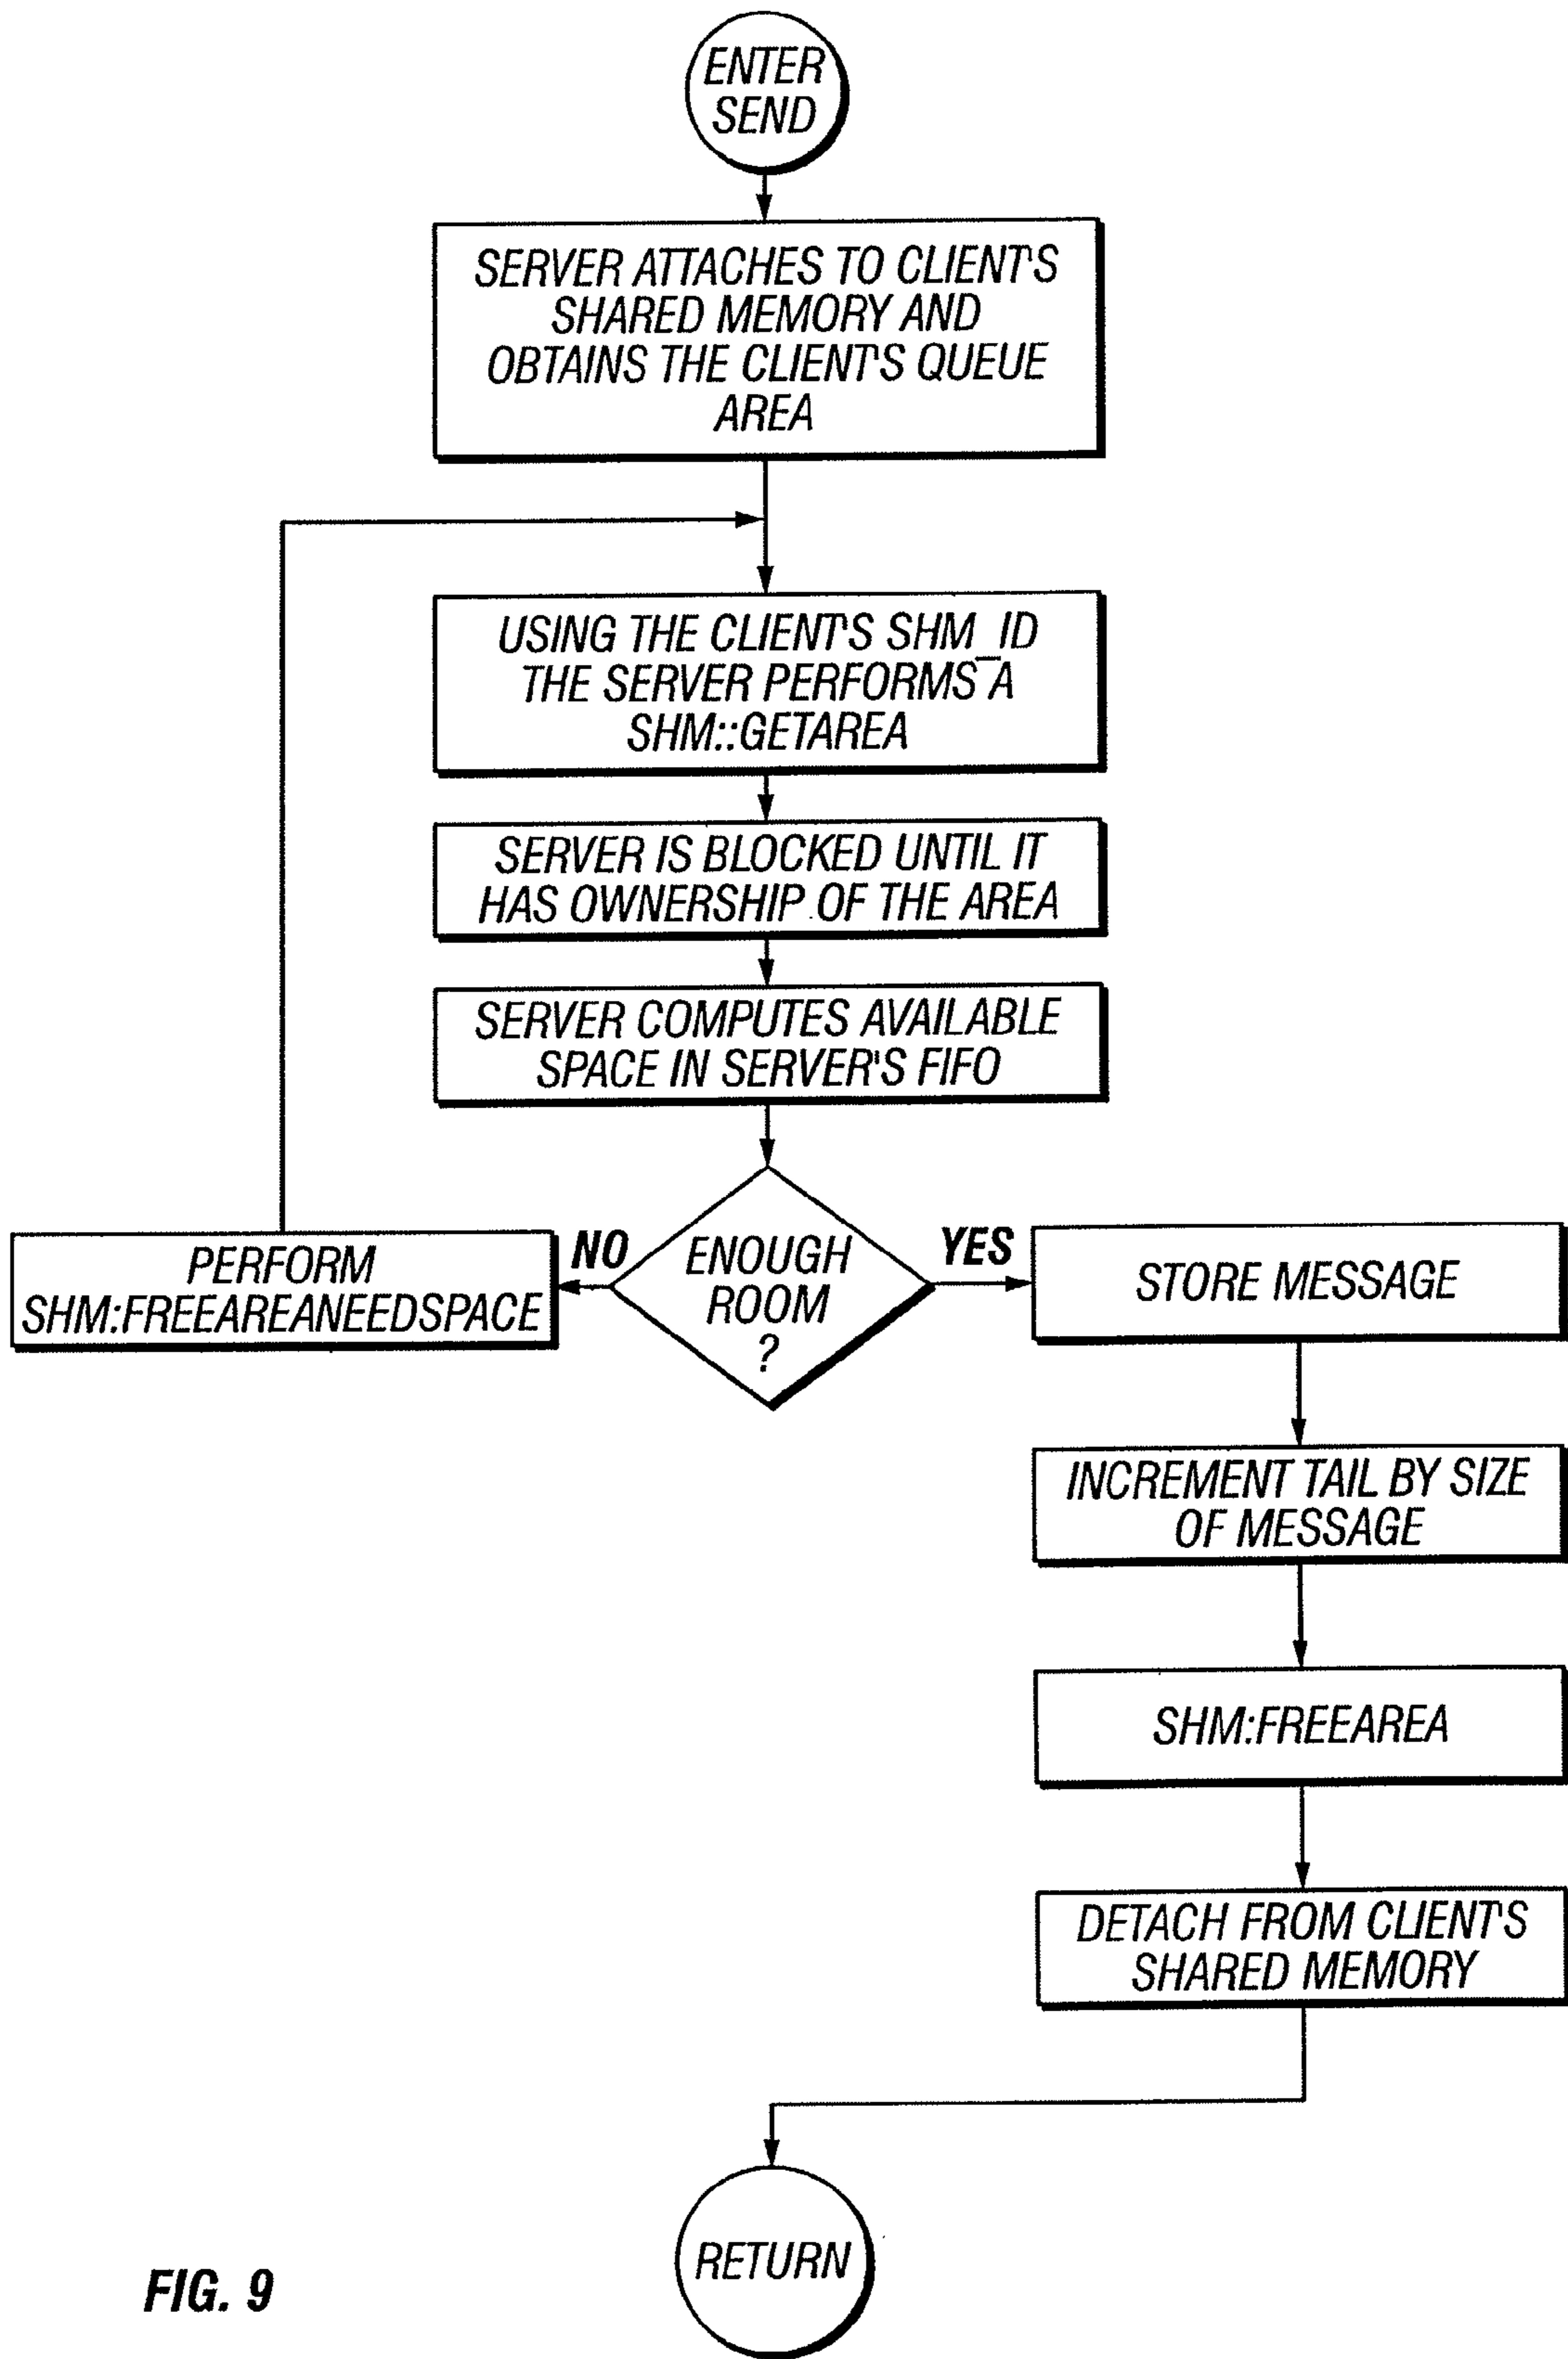 ENTER
SEND
SERVER ATTACHES TO CLIENT'S
SHARED MEMORY AND
OBTAINS THE CLIENT'S QUEUE
AREA
USING THE CLIENT'S SHM_ID
THE SERVER PERFORMS A
SHM::GETAREA
SERVER IS BLOCKED UNTIL IT
HAS OWNERSHIP OF THE AREA
SERVER COMPUTES AVAILABLE
SPACE IN SERVER'S FIFO
ENOUGH
ROOM
?
NO
PERFORM
SHM:FREEAREANEEDSPACE
YES
STORE MESSAGE
INCREMENT TAIL BY SIZE
OF MESSAGE
SHM:FREEAREA
DETACH FROM CLIENT'S
SHARED MEMORY
RETURN
FIG. 9